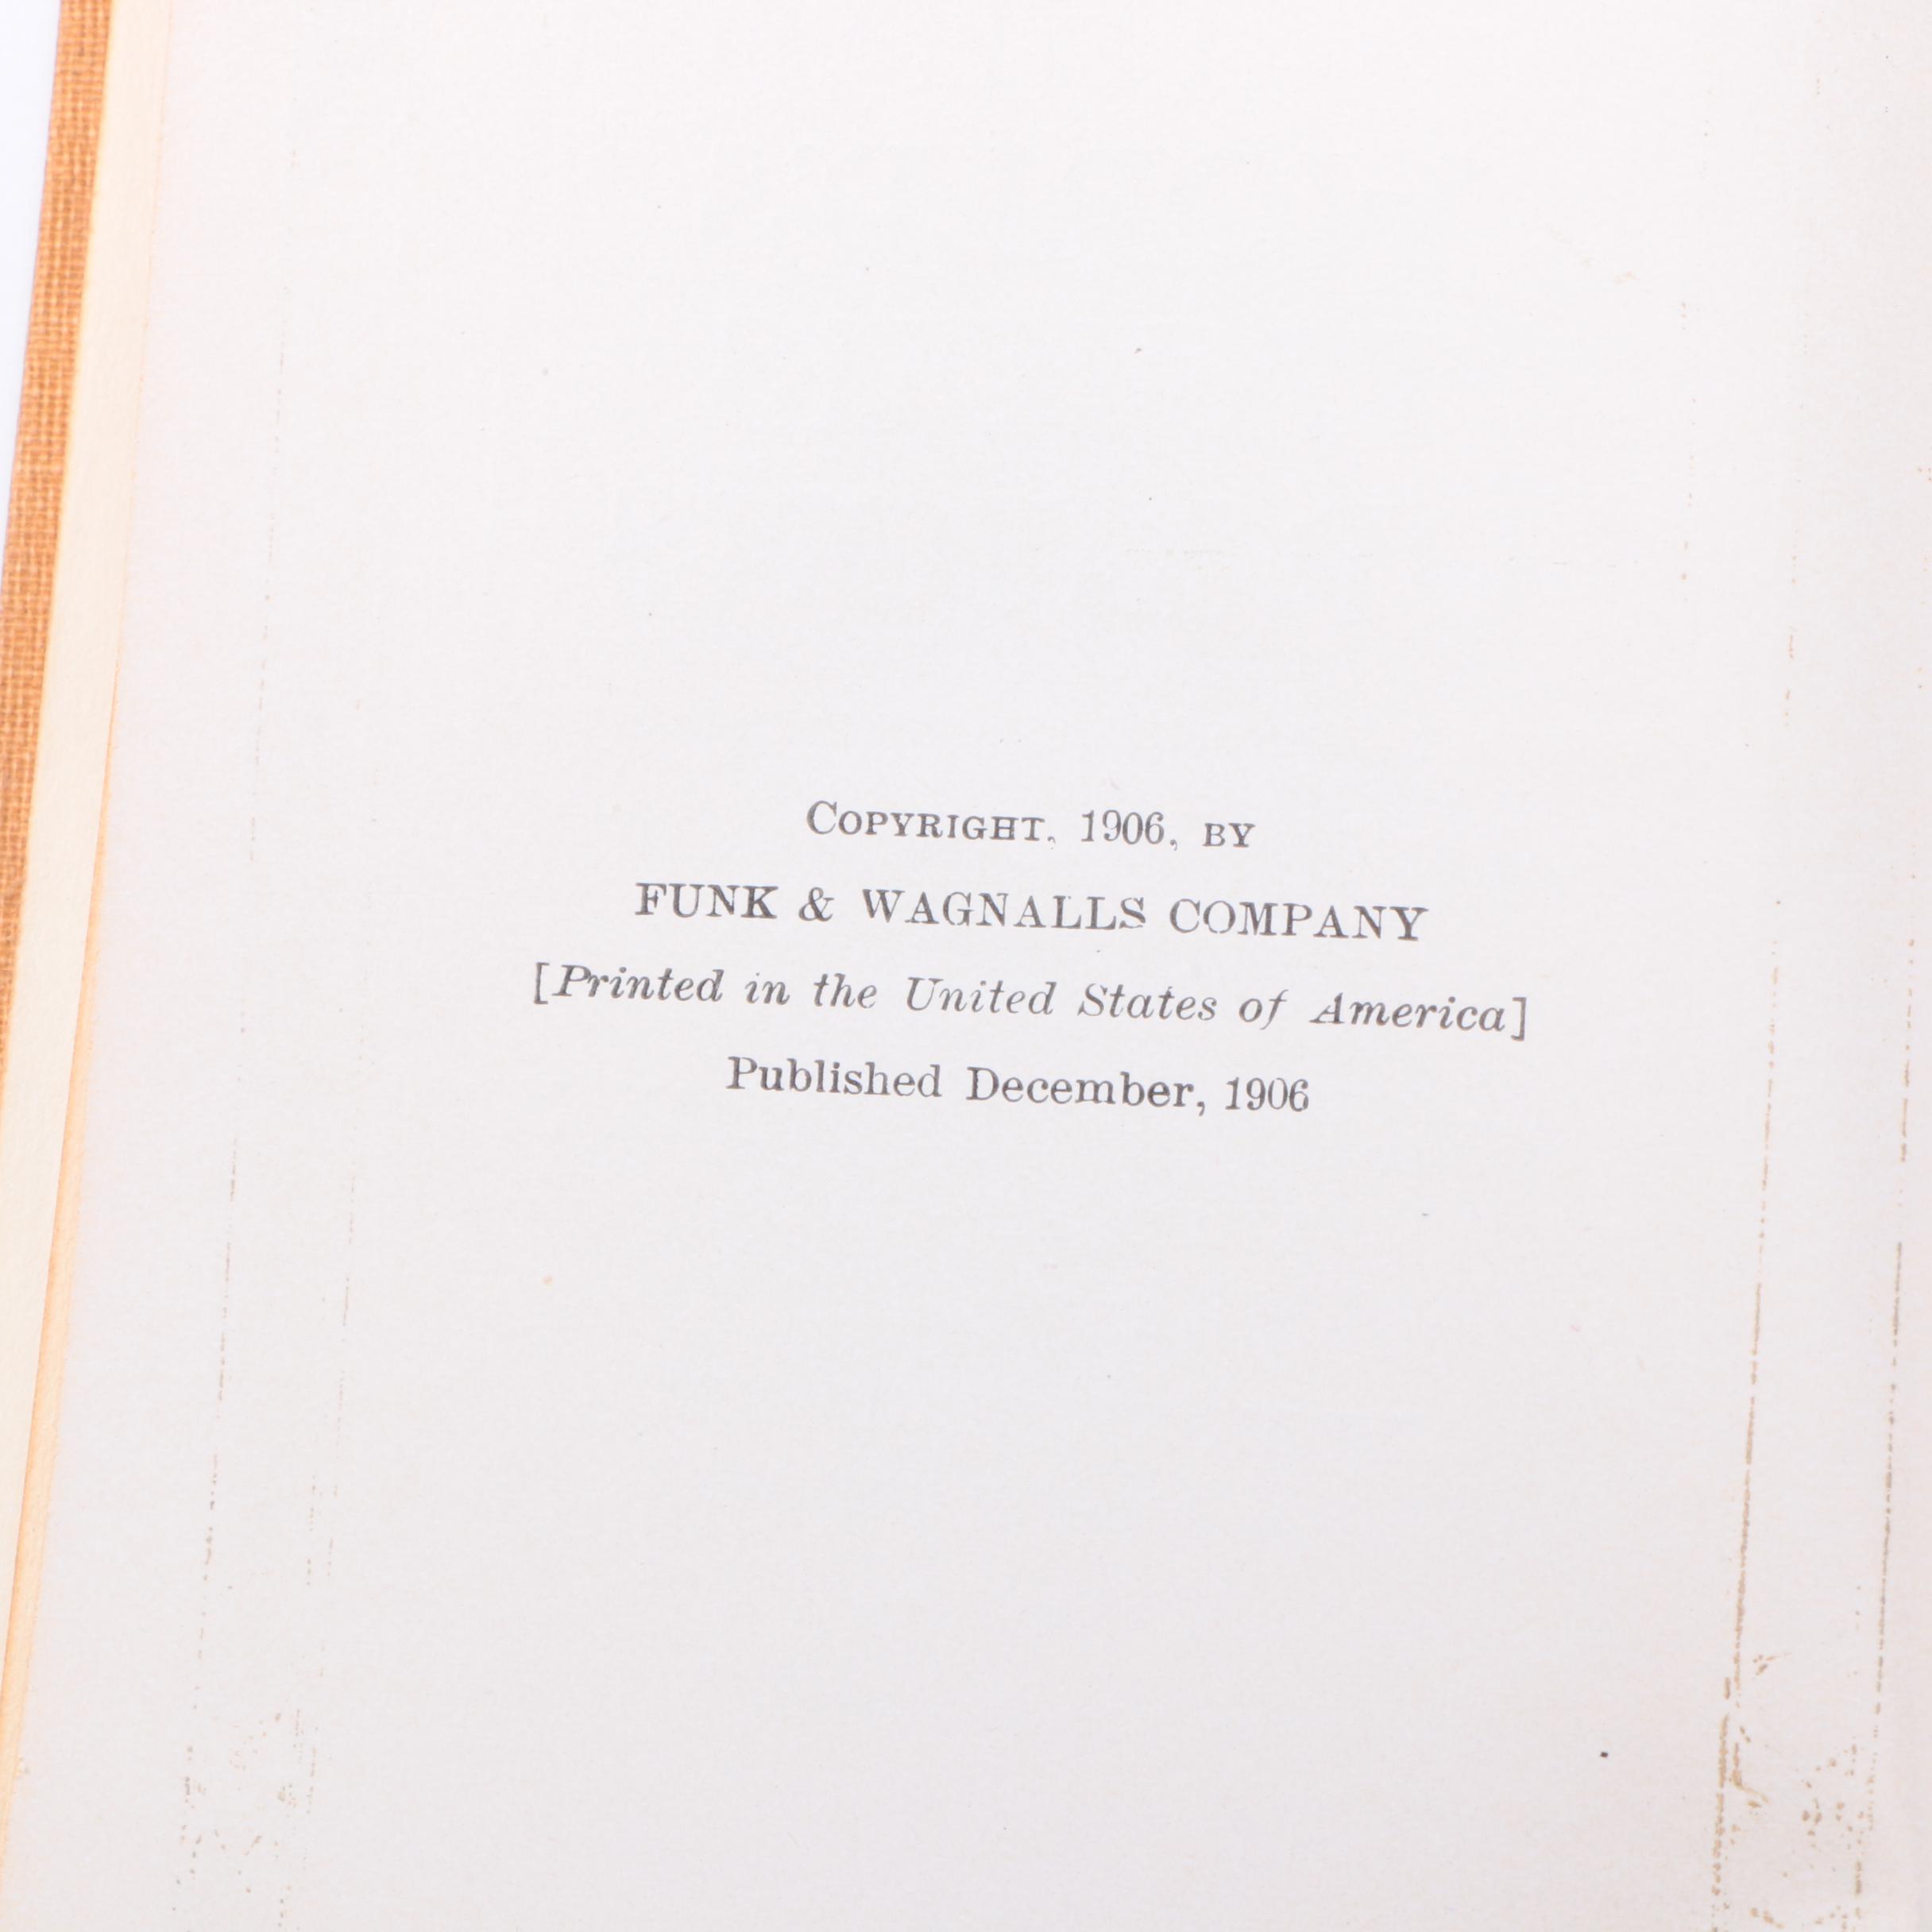 COPYRIGHT, 1906, BY
FUNK & WAGNALLS COMPANY
[Printed in the United States of America]
Published December, 1906